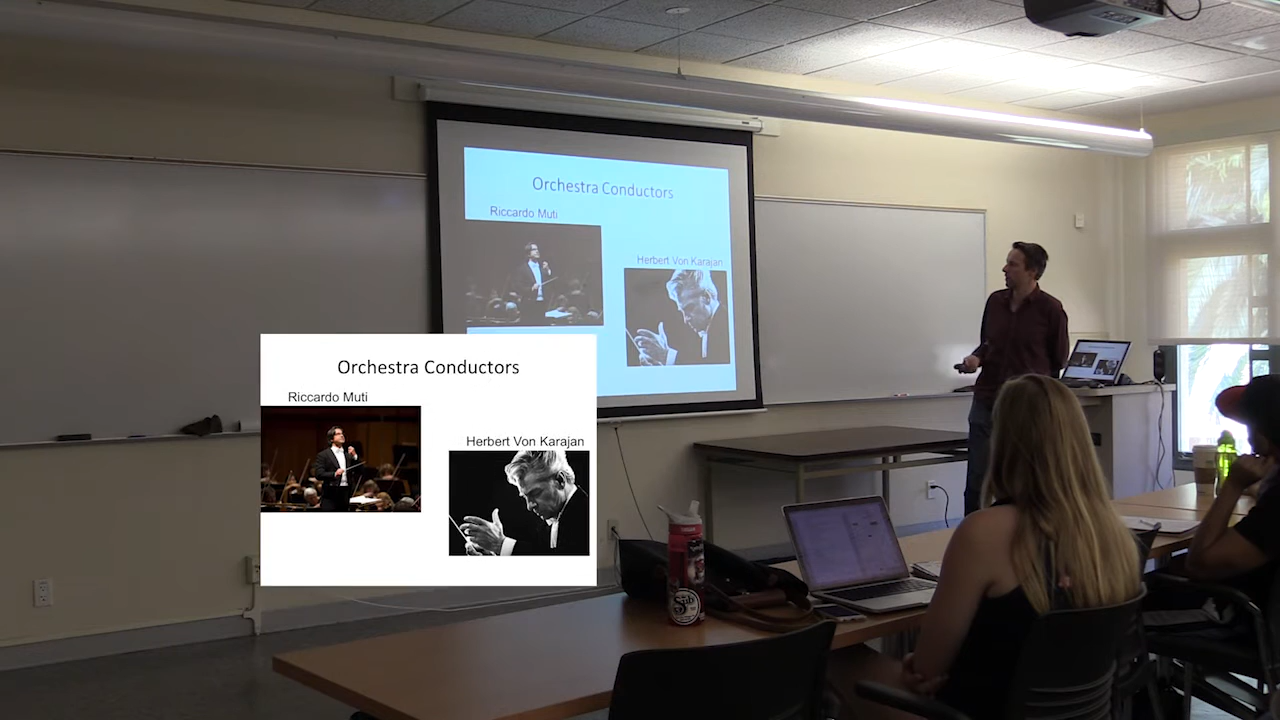 Orchestra Conductors
Riccardo Muti
Herbert Von Karajan
Orchestra Conductors
Riccardo Muti
Herbert Von Karajan